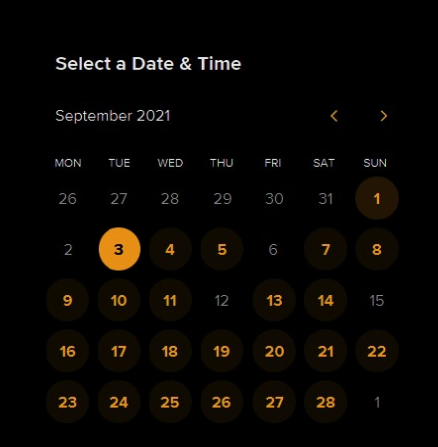 Select a Date & Time
September 2021
MON TUE WED THU FRI SAT SUN
26 27 28 29 30 31 1
2 3 4 5 6 7 8
9 10 11 12 13 14 15
16 17 18 19 20 21 22
23 24 25 26 27 28 1